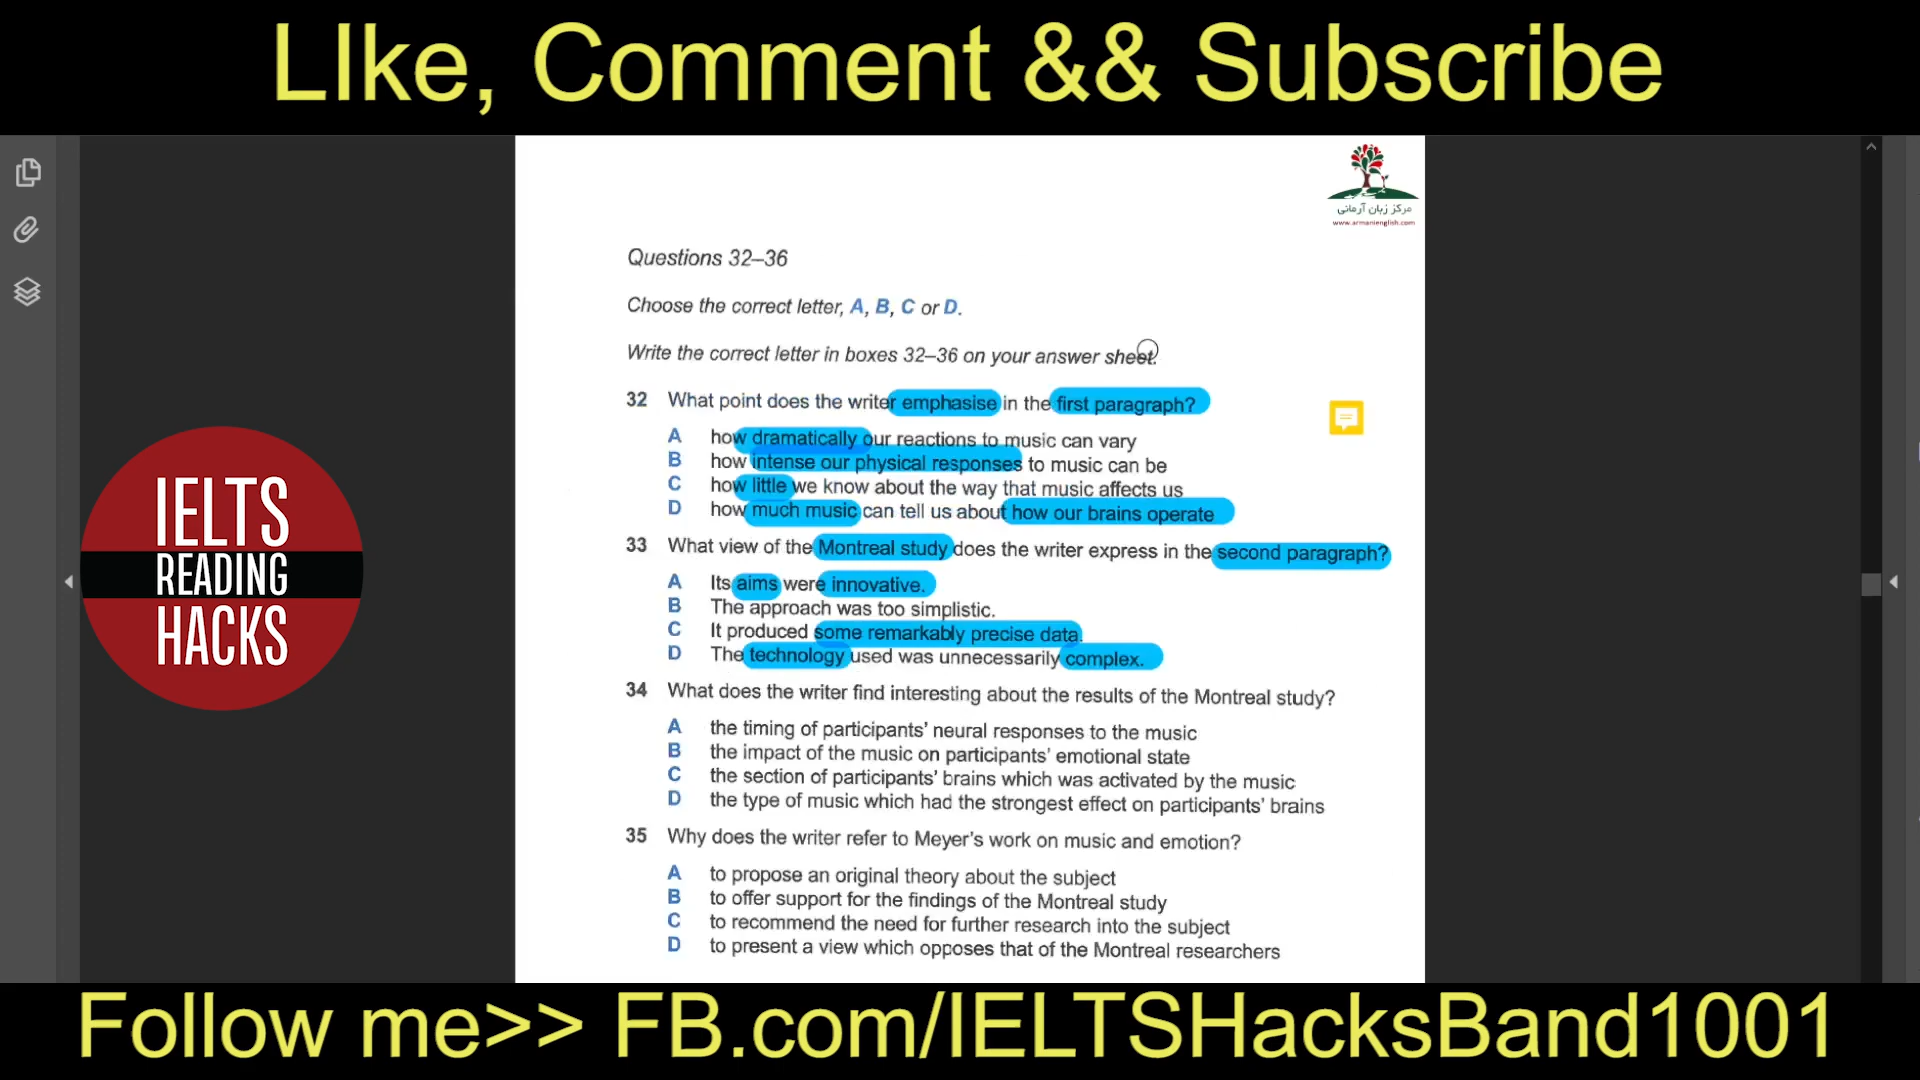 LIke, Comment && Subscribe
مرکز زبان آرمانی
www.armanienglish.com
Questions 32–36
Choose the correct letter, A, B, C or D.
Write the correct letter in boxes 32–36 on your answer sheet.
32 What point does the writer emphasise in the first paragraph?
A how dramatically our reactions to music can vary
B how intense our physical responses to music can be
C how little we know about the way that music affects us
D how much music can tell us about how our brains operate
33 What view of the Montreal study does the writer express in the second paragraph?
A Its aims were innovative.
B The approach was too simplistic.
C It produced some remarkably precise data.
D The technology used was unnecessarily complex.
34 What does the writer find interesting about the results of the Montreal study?
A the timing of participants' neural responses to the music
B the impact of the music on participants' emotional state
C the section of participants' brains which was activated by the music
D the type of music which had the strongest effect on participants' brains
35 Why does the writer refer to Meyer's work on music and emotion?
A to propose an original theory about the subject
B to offer support for the findings of the Montreal study
C to recommend the need for further research into the subject
D to present a view which opposes that of the Montreal researchers
IELTS
READING
HACKS
Follow me>> FB.com/IELTSHacksBand1001